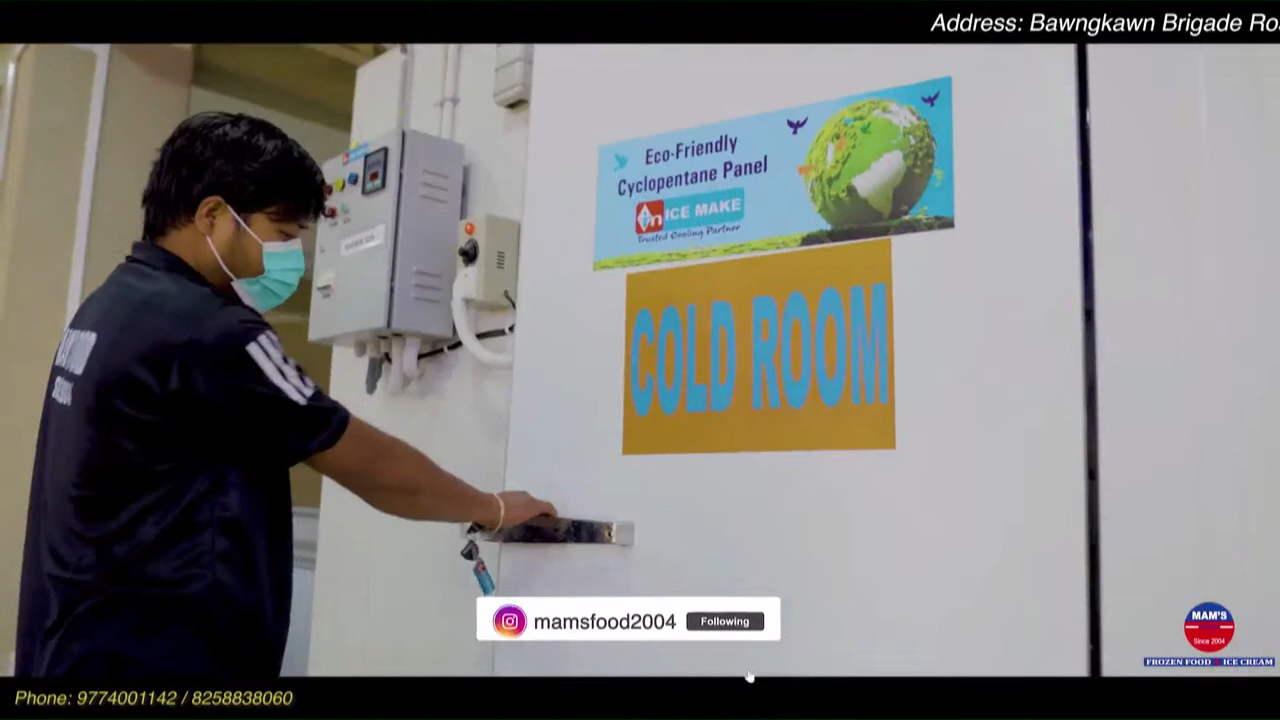 Address: Bawngkawn Brigade Ro
Eco-Friendly
Cyclopentane Panel
ICE MAKE
Trusted Cooling Partner
COLD ROOM
mamsfood2004
Following
MAM'S
Since 2004
FROZEN FOOD & ICE CREAM
Phone: 9774001142 / 8258838060